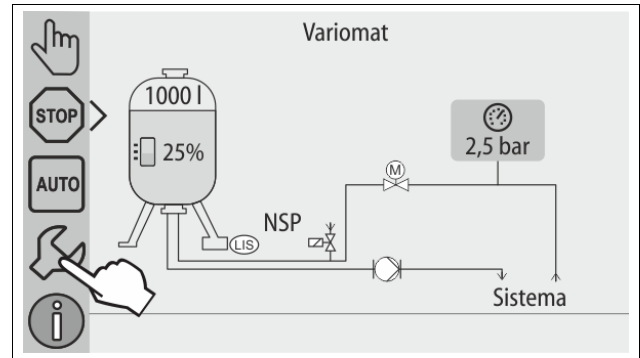 Variomat
1000 l
STOP
25%
2,5 bar
AUTO
M
NSP
LIS
Sistema
i